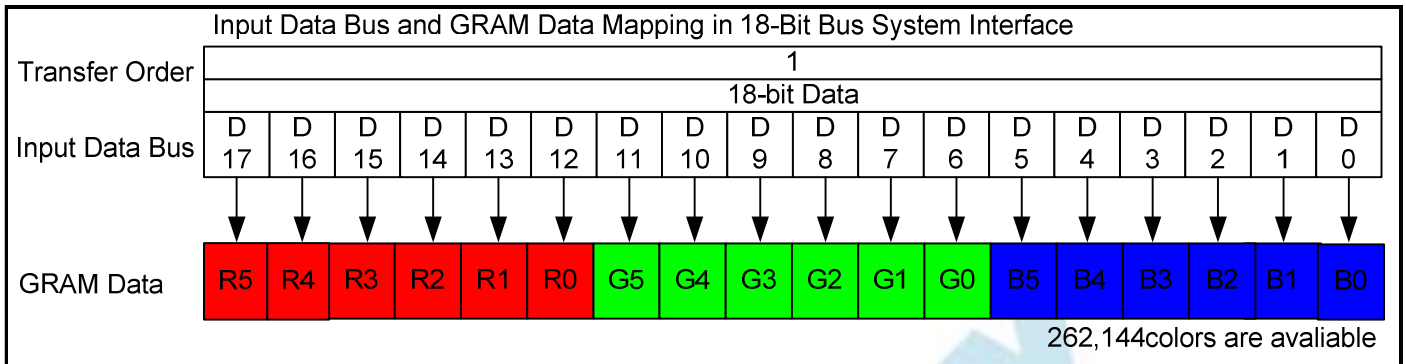 Input Data Bus and GRAM Data Mapping in 18-Bit Bus System Interface
Transfer Order 1
18-bit Data
Input Data Bus D 17 D 16 D 15 D 14 D 13 D 12 D 11 D 10 D 9 D 8 D 7 D 6 D 5 D 4 D 3 D 2 D 1 D 0
GRAM Data R5 R4 R3 R2 R1 R0 G5 G4 G3 G2 G1 G0 B5 B4 B3 B2 B1 B0
262,144colors are avaliable